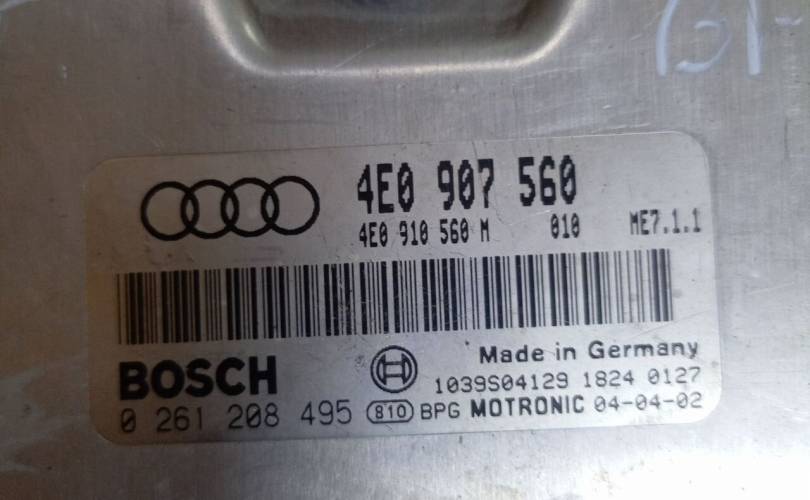 4E0 907 560
4E0 910 560 M 010 ME7.1.1
Made in Germany
BOSCH
1039S04129 1824 0127
0 261 208 495 810 BPG MOTRONIC 04-04-02